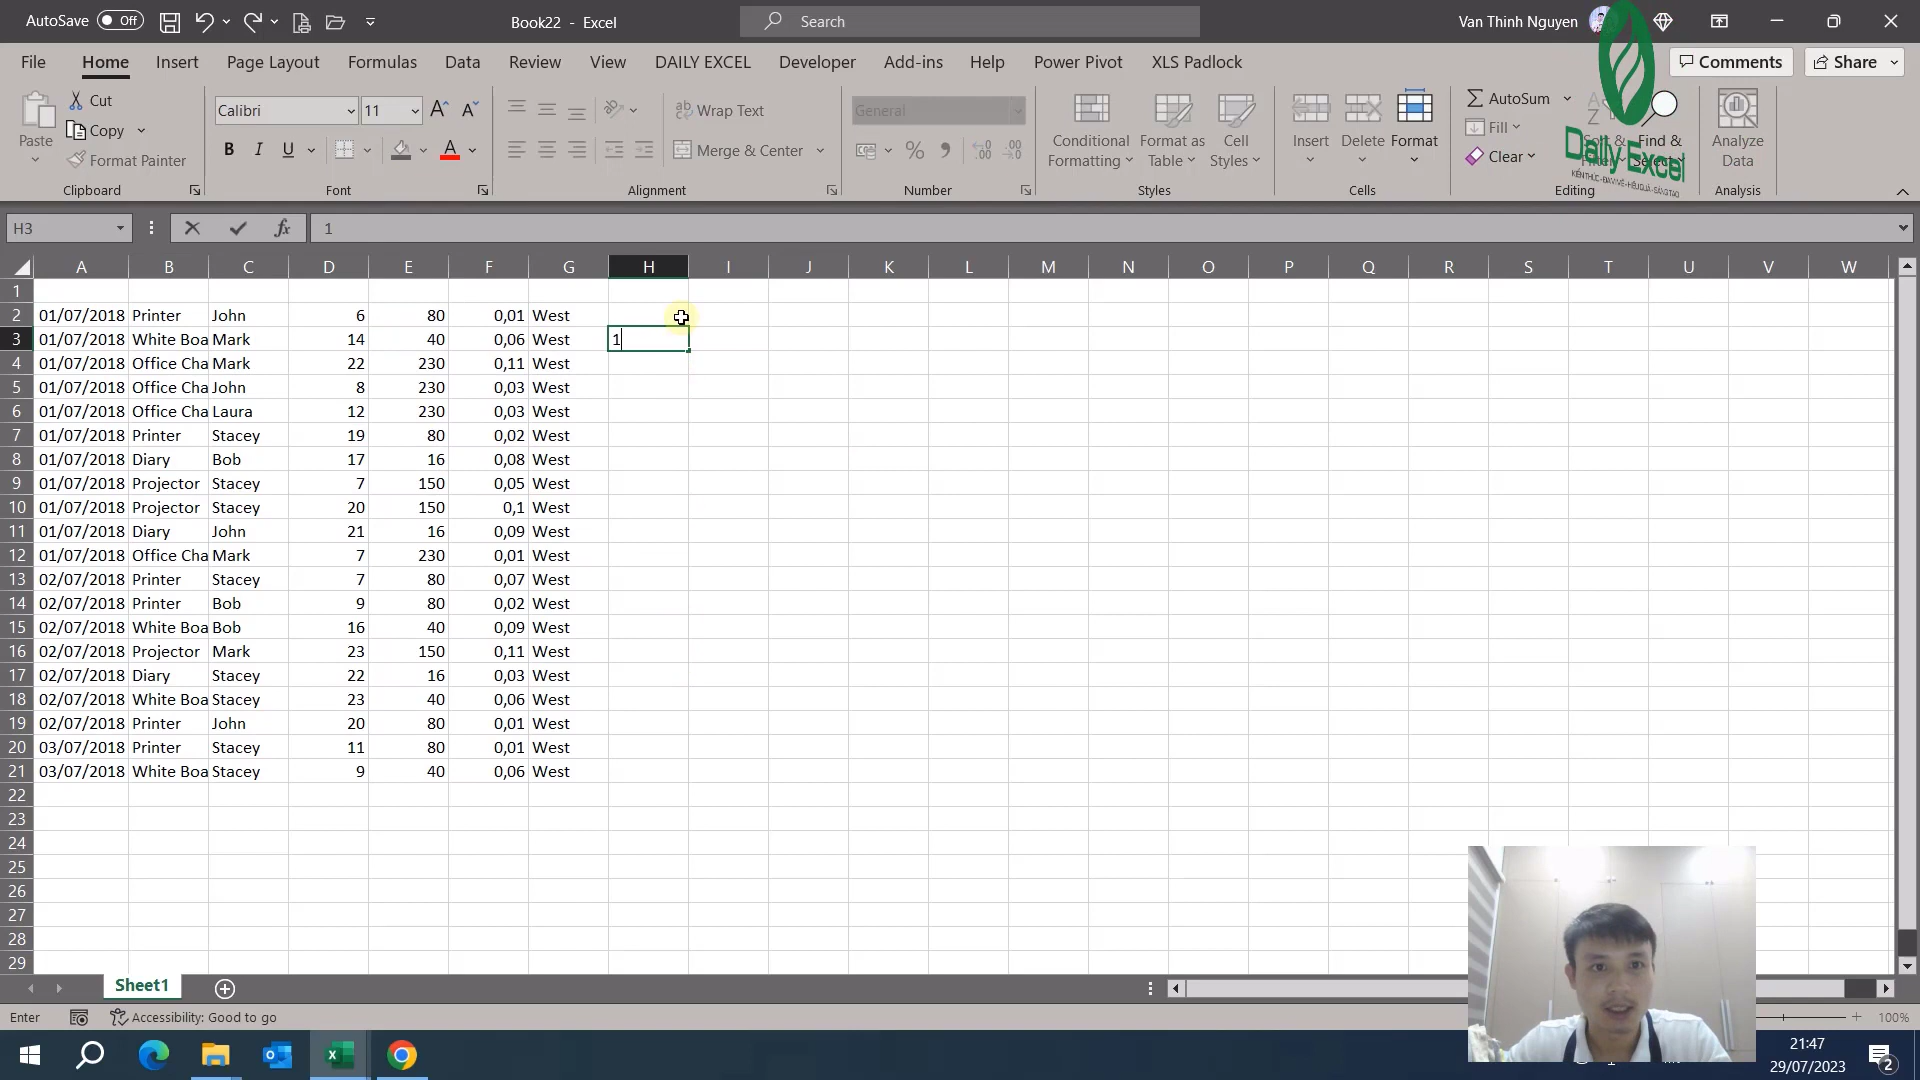 AutoSave Off Book22 - Excel Search Van Thinh Nguyen
File Home Insert Page Layout Formulas Data Review View DAILY EXCEL Developer Add-ins Help Power Pivot XLS Padlock Comments Share
Paste Cut Copy Format Painter Clipboard
Calibri 11 B I U Font
Wrap Text Merge & Center Alignment
General % Number
Conditional Formatting Format as Table Cell Styles Styles
Insert Delete Format Cells
AutoSum Fill Clear Find & Editing
Analyze Data Analysis
Daily Excel
H3 fx 1
A B C D E F G H I J K L M N O P Q R S T U V W
1
2 01/07/2018 Printer John 6 80 0,01 West
3 01/07/2018 White Boa Mark 14 40 0,06 West 1
4 01/07/2018 Office Cha Mark 22 230 0,11 West
5 01/07/2018 Office Cha John 8 230 0,03 West
6 01/07/2018 Office Cha Laura 12 230 0,03 West
7 01/07/2018 Printer Stacey 19 80 0,02 West
8 01/07/2018 Diary Bob 17 16 0,08 West
9 01/07/2018 Projector Stacey 7 150 0,05 West
10 01/07/2018 Projector Stacey 20 150 0,1 West
11 01/07/2018 Diary John 21 16 0,09 West
12 01/07/2018 Office Cha Mark 7 230 0,01 West
13 02/07/2018 Printer Stacey 7 80 0,07 West
14 02/07/2018 Printer Bob 9 80 0,02 West
15 02/07/2018 White Boa Bob 16 40 0,09 West
16 02/07/2018 Projector Mark 23 150 0,11 West
17 02/07/2018 Diary Stacey 22 16 0,03 West
18 02/07/2018 White Boa Stacey 23 40 0,06 West
19 02/07/2018 Printer John 20 80 0,01 West
20 03/07/2018 Printer Stacey 11 80 0,01 West
21 03/07/2018 White Boa Stacey 9 40 0,06 West
22
23
24
25
26
27
28
29
Sheet1
Enter Accessibility: Good to go 100%
21:47
29/07/2023 2